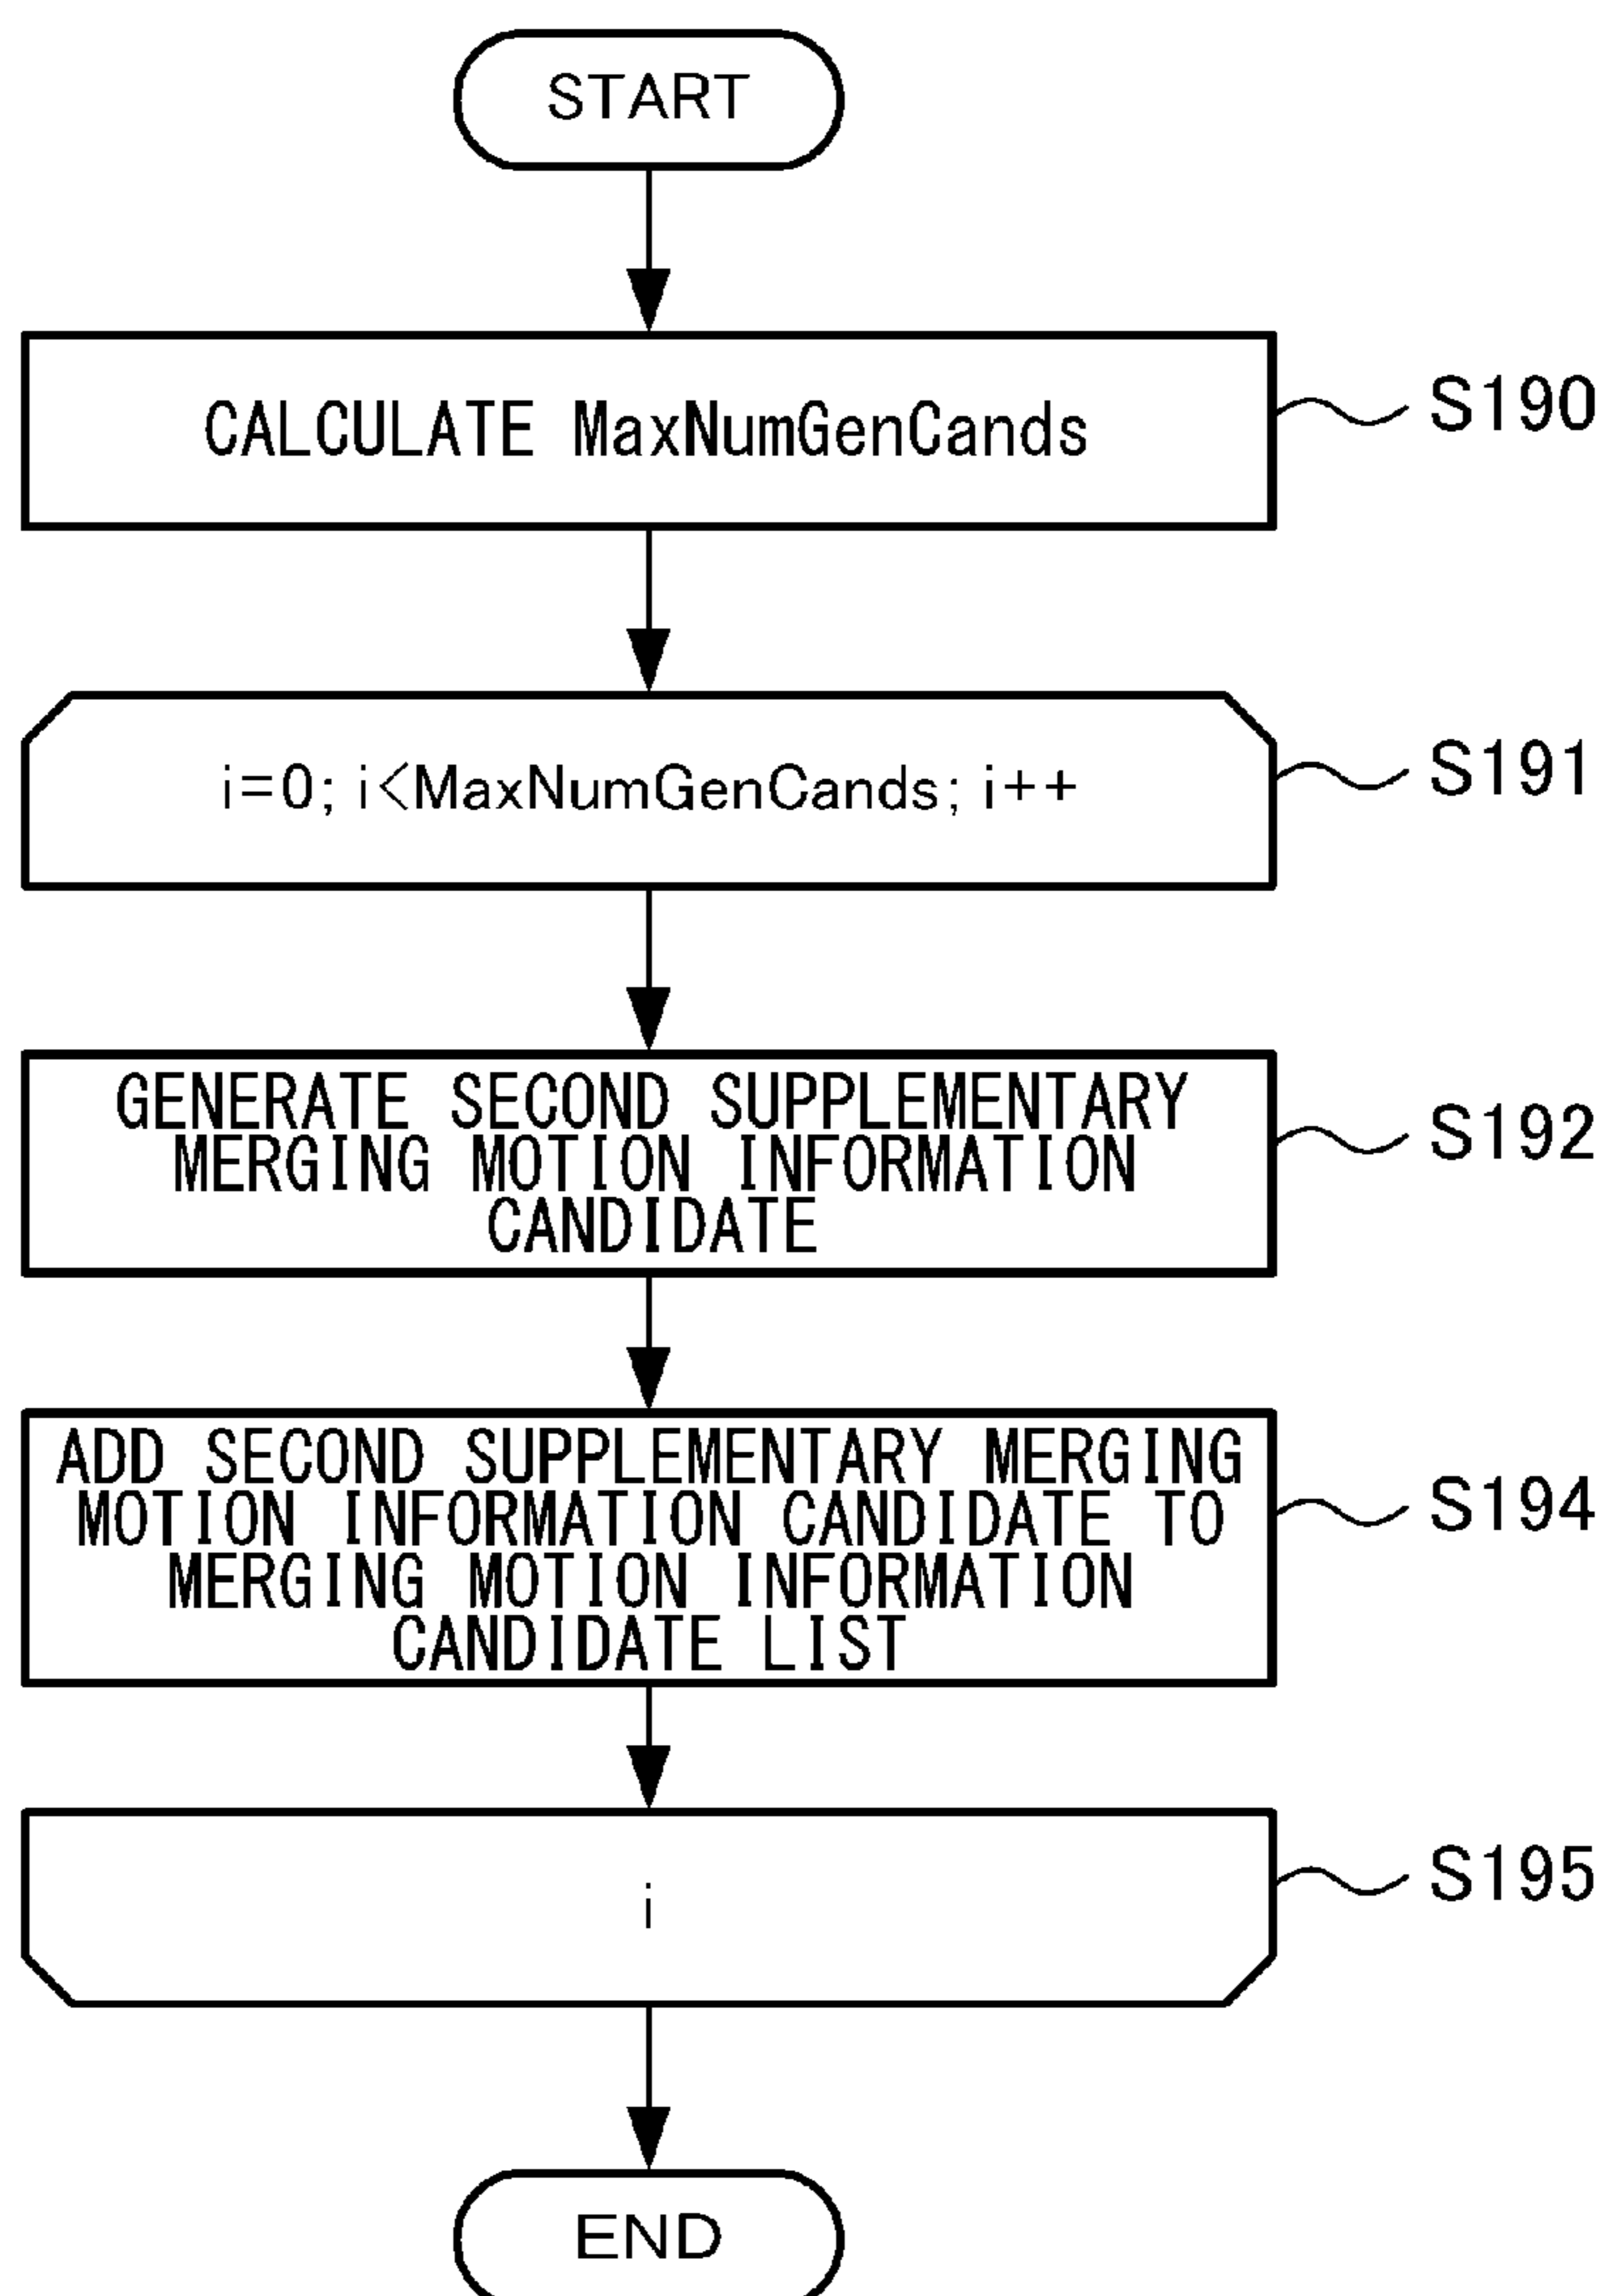 START
CALCULATE MaxNumGenCands
S190
i=0; i<MaxNumGenCands; i++
S191
GENERATE SECOND SUPPLEMENTARY
MERGING MOTION INFORMATION
CANDIDATE
S192
ADD SECOND SUPPLEMENTARY MERGING
MOTION INFORMATION CANDIDATE TO
MERGING MOTION INFORMATION
CANDIDATE LIST
S194
i
S195
END